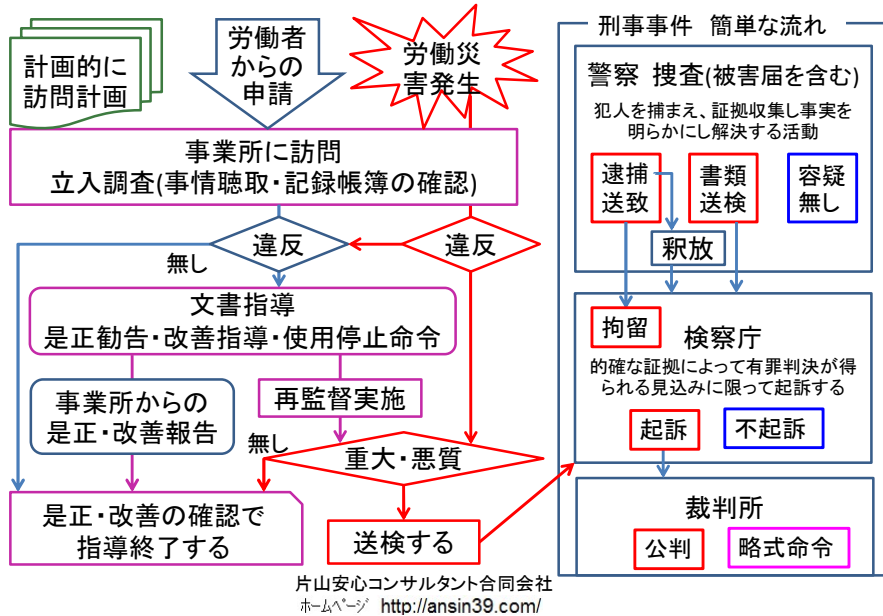 計画的に
訪問計画
労働者
からの
申請
労働災
害発生
事業所に訪問
立入調査(事情聴取・記録帳簿の確認)
違反
違反
無し
文書指導
是正勧告・改善指導・使用停止命令
事業所からの
是正・改善報告
再監督実施
無し
重大・悪質
是正・改善の確認で
指導終了する
送検する
刑事事件 簡単な流れ
警察 捜査(被害届を含む)
犯人を捕まえ、証拠収集し事実を
明らかにし解決する活動
逮捕
送致
書類
送検
容疑
無し
釈放
拘留
検察庁
的確な証拠によって有罪判決が得
られる見込みに限って起訴する
起訴
不起訴
裁判所
公判
略式命令
片山安心コンサルタント合同会社
ホームページ http://ansin39.com/